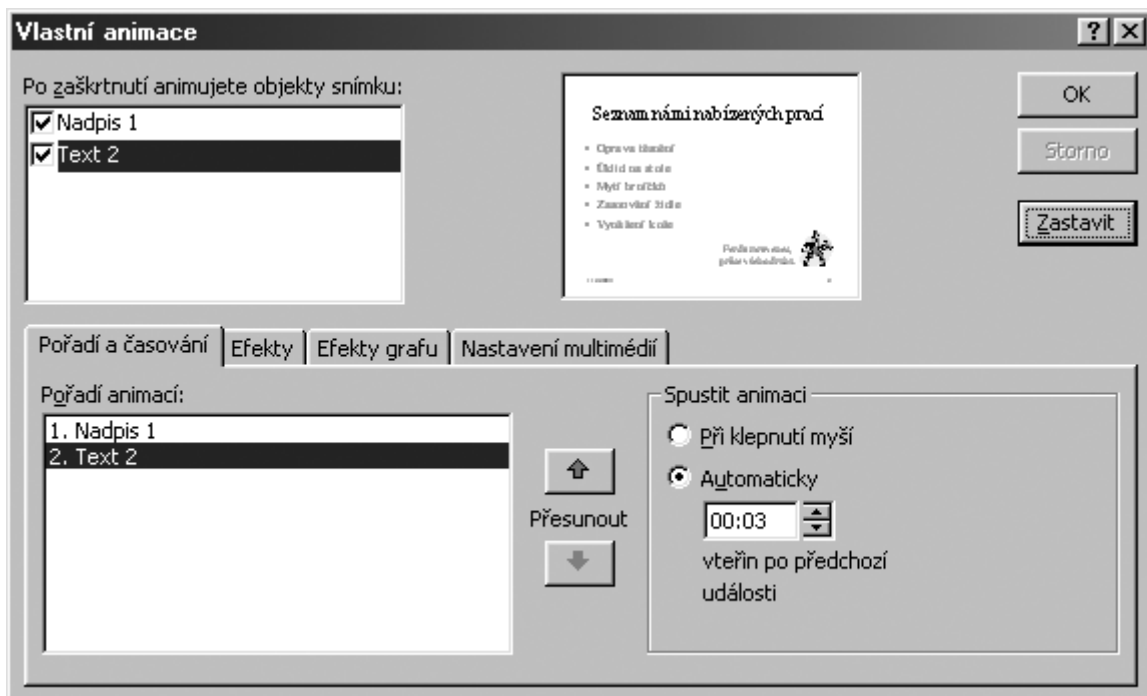 Vlastní animace
Po zaškrtnutí animujete objekty snímku:
Nadpis 1
Text 2
Seznam námi nabízených prací
OK
Storno
Zastavit
Pořadí a časování
Efekty
Efekty grafu
Nastavení multimédií
Pořadí animací:
1. Nadpis 1
2. Text 2
Přesunout
Spustit animaci
Při klepnutí myší
Automaticky
00:03
vteřin po předchozí
události